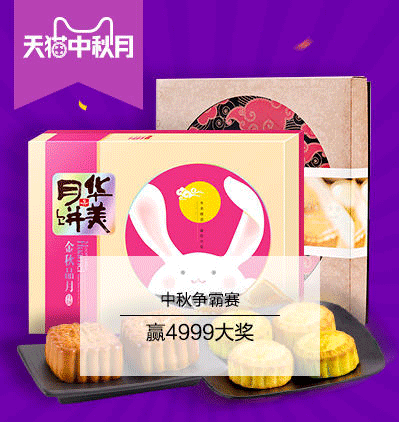 天猫中秋月
华美
月饼
金秋品月
中秋争霸赛
赢4999大奖